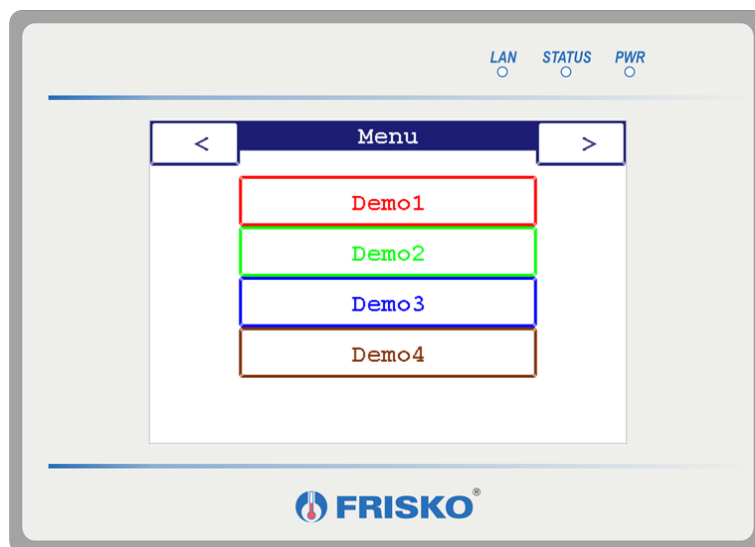 LAN STATUS PWR
< Menu >
Demo1
Demo2
Demo3
Demo4
FRISKO®